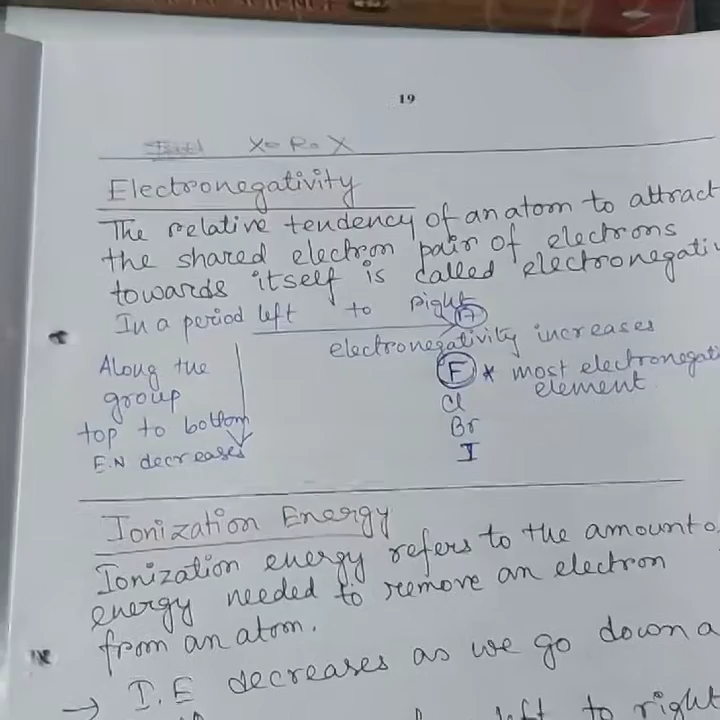 19
X= R= X
Electronegativity
The relative tendency of an atom to attract
the shared electron pair of electrons
towards itself is called electronegati
In a period left to right
electronegativity increases
Along the
group
top to bottom
E.N decreases
F * most electronegati
element
Cl
Br
I
Ionization Energy
Ionization energy refers to the amount o
energy needed to remove an electron
from an atom.
→ I.E decreases as we go down a
left to right